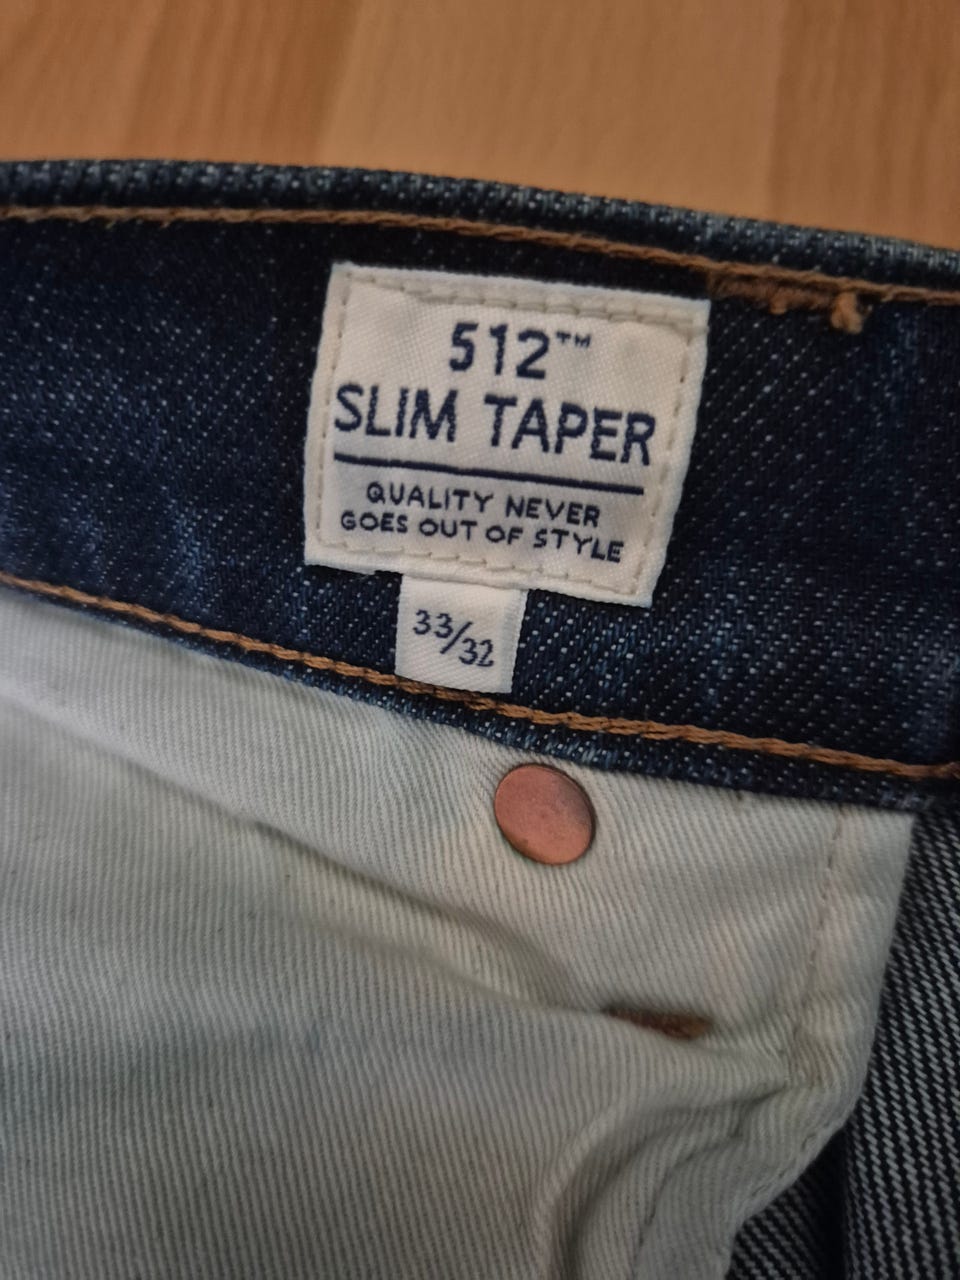 512™
SLIM TAPER
QUALITY NEVER
GOES OUT OF STYLE
33/32